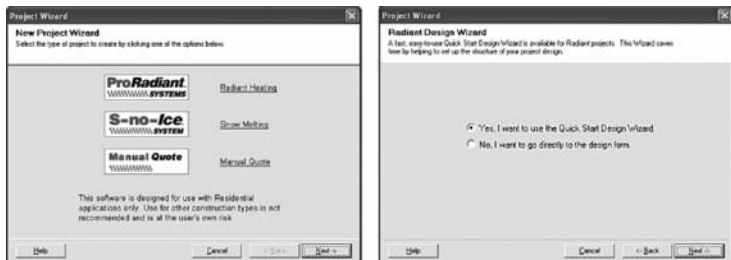 Project Wizard
New Project Wizard
Select the type of project to create by clicking one of the options below.
ProRadiant
SYSTEMS
Radiant Heating
S-no-Ice
SYSTEM
Snow Melting
Manual Quote
Manual Quote
This software is designed for use with Residential
applications only. Use for other construction types is not
recommended and is at the user's own risk.
Help
Cancel
<- Back
Next ->
Project Wizard
Radiant Design Wizard
A fast, easy-to-use Quick Start Design Wizard is available for Radiant projects. This Wizard saves
time by helping to set up the structure of your project design.
Yes, I want to use the Quick Start Design Wizard.
No, I want to go directly to the design form.
Help
Cancel
<- Back
Next ->